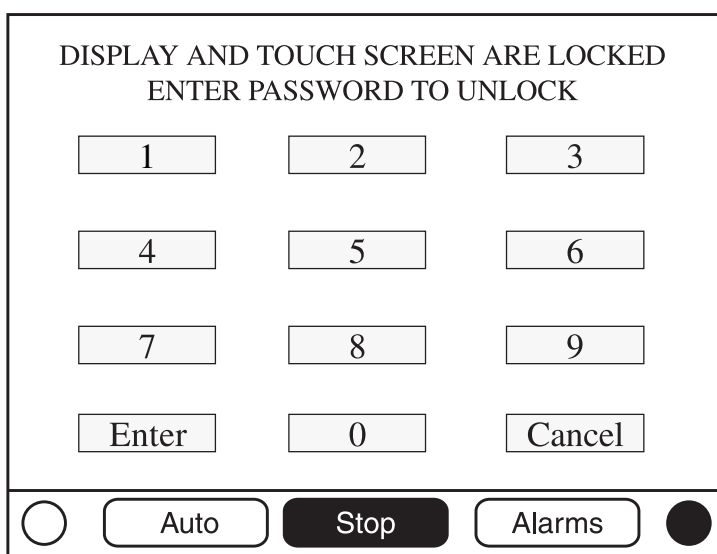 DISPLAY AND TOUCH SCREEN ARE LOCKED
ENTER PASSWORD TO UNLOCK
1 2 3
4 5 6
7 8 9
Enter 0 Cancel
Auto Stop Alarms